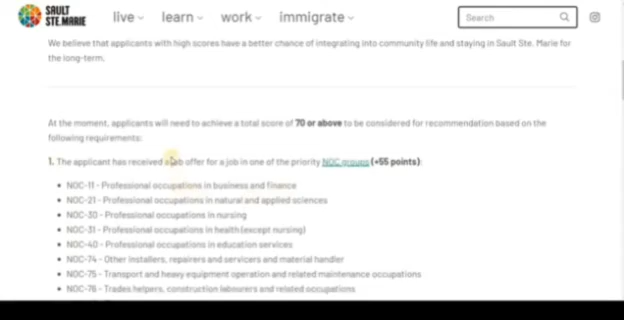 SAULT
STE.MARIE
live learn work immigrate Search
We believe that applicants with high scores have a better chance of integrating into community life and staying in Sault Ste. Marie for
the long-term.
At the moment, applicants will need to achieve a total score of 70 or above to be considered for recommendation based on the
following requirements:
1. The applicant has received a job offer for a job in one of the priority NOC groups (+55 points):
• NOC-11 - Professional occupations in business and finance
• NOC-21 - Professional occupations in natural and applied sciences
• NOC-30 - Professional occupations in nursing
• NOC-31 - Professional occupations in health (except nursing)
• NOC-40 - Professional occupations in education services
• NOC-74 - Other installers, repairers and servicers and material handler
• NOC-75 - Transport and heavy equipment operation and related maintenance occupations
• NOC-76 - Trades helpers, construction labourers and related occupations